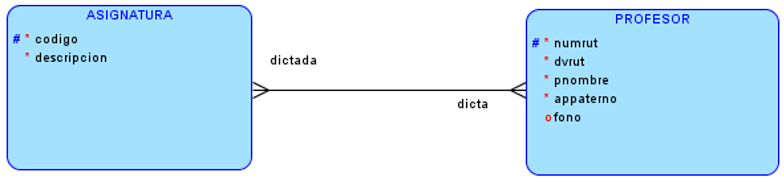 ASIGNATURA
# * codigo
* descripcion
dictada
dicta
PROFESOR
# * numrut
* dvrut
* pnombre
* appaterno
o fono